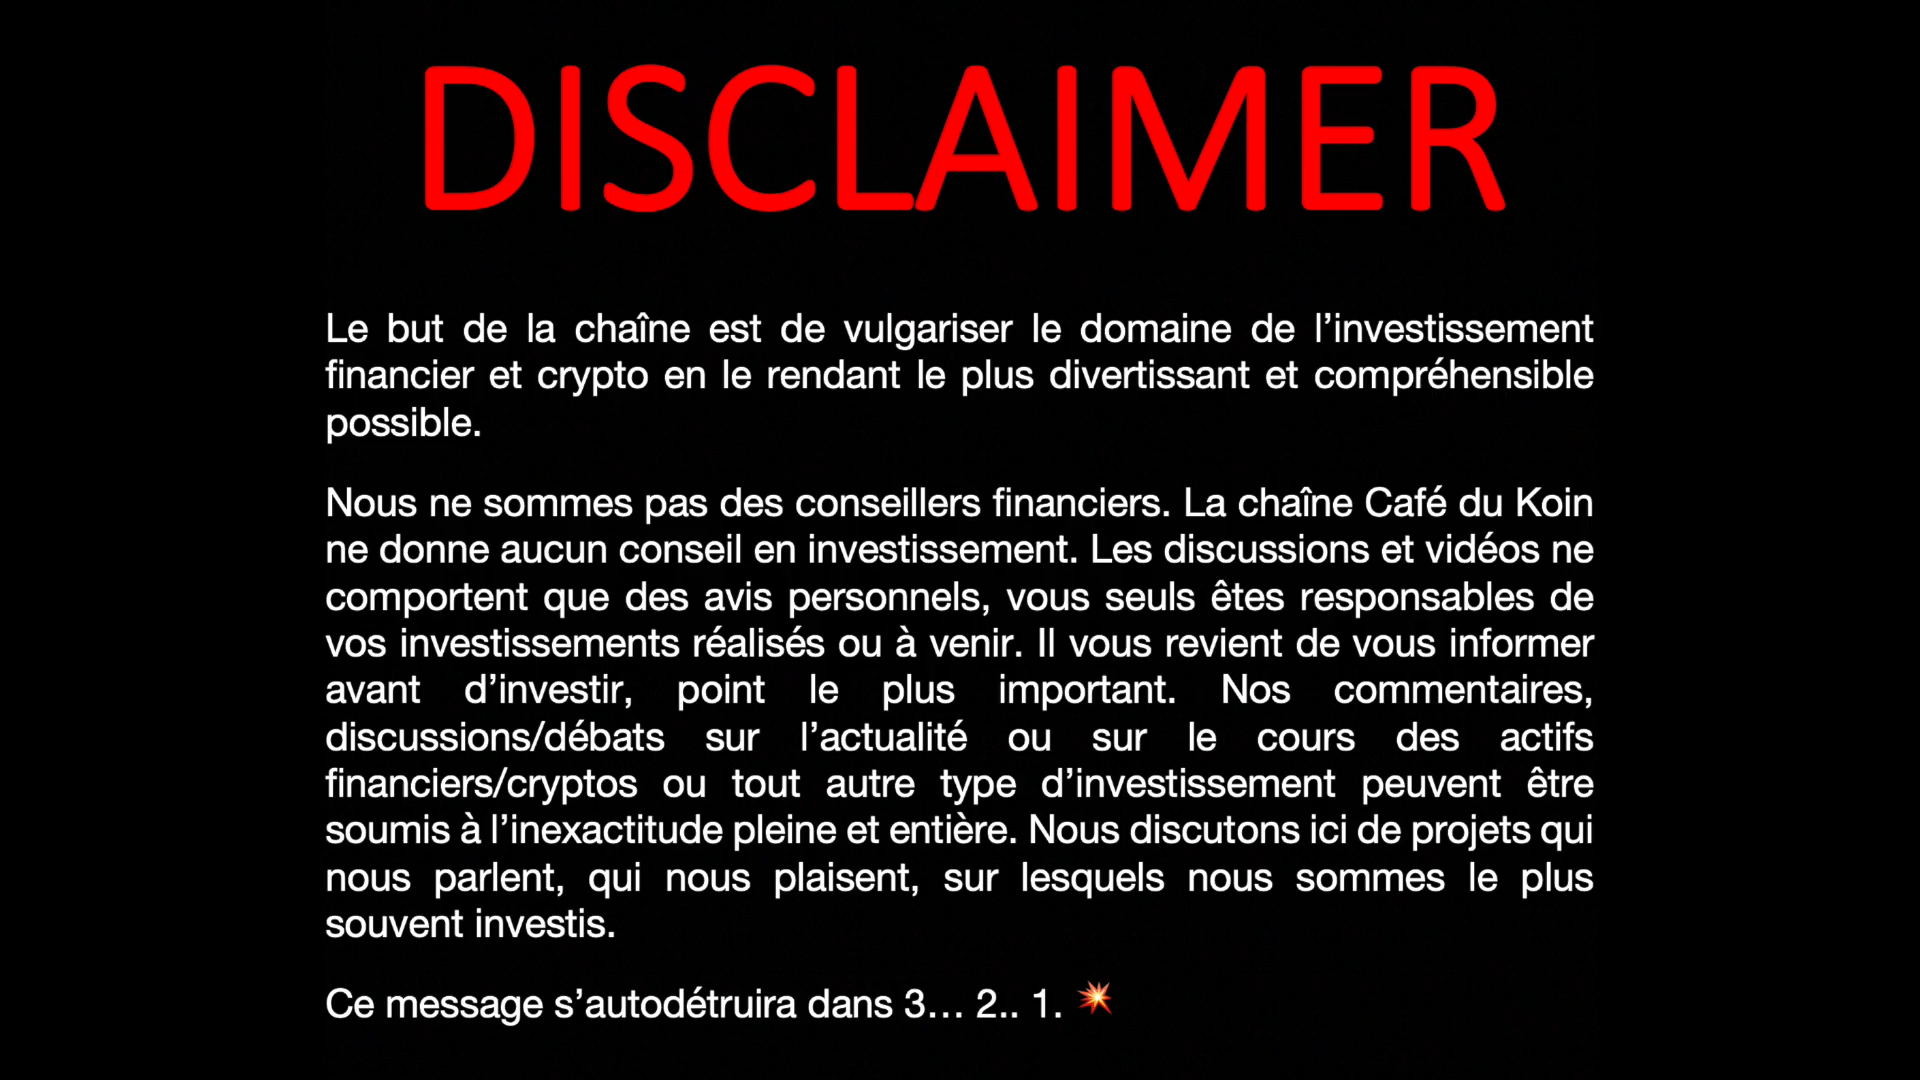 DISCLAIMER
Le but de la chaîne est de vulgariser le domaine de l’investissement
financier et crypto en le rendant le plus divertissant et compréhensible
possible.
Nous ne sommes pas des conseillers financiers. La chaîne Café du Koin
ne donne aucun conseil en investissement. Les discussions et vidéos ne
comportent que des avis personnels, vous seuls êtes responsables de
vos investissements réalisés ou à venir. Il vous revient de vous informer
avant d’investir, point le plus important. Nos commentaires,
discussions/débats sur l’actualité ou sur le cours des actifs
financiers/cryptos ou tout autre type d’investissement peuvent être
soumis à l’inexactitude pleine et entière. Nous discutons ici de projets qui
nous parlent, qui nous plaisent, sur lesquels nous sommes le plus
souvent investis.
Ce message s’autodétruira dans 3… 2.. 1. 💥